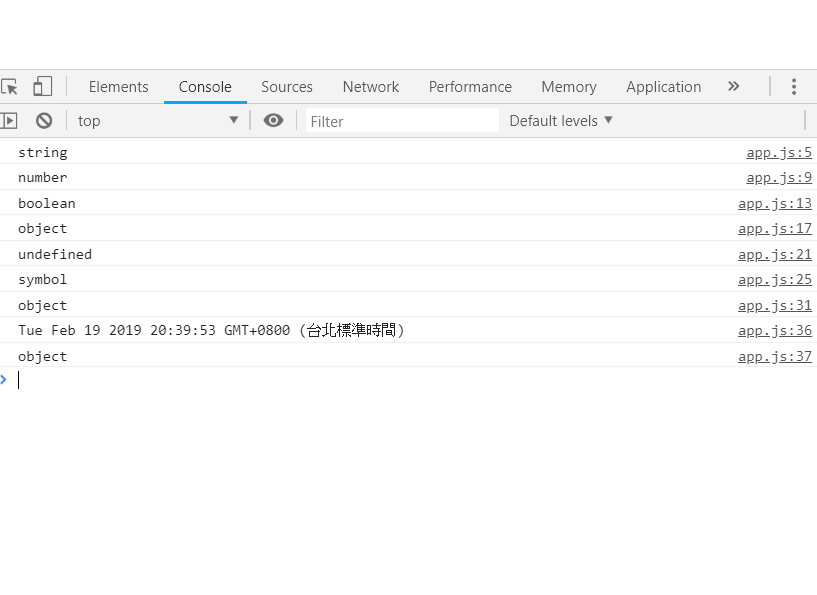 Elements Console Sources Network Performance Memory Application »
top Filter Default levels
string app.js:5
number app.js:9
boolean app.js:13
object app.js:17
undefined app.js:21
symbol app.js:25
object app.js:31
Tue Feb 19 2019 20:39:53 GMT+0800 (台北標準時間) app.js:36
object app.js:37